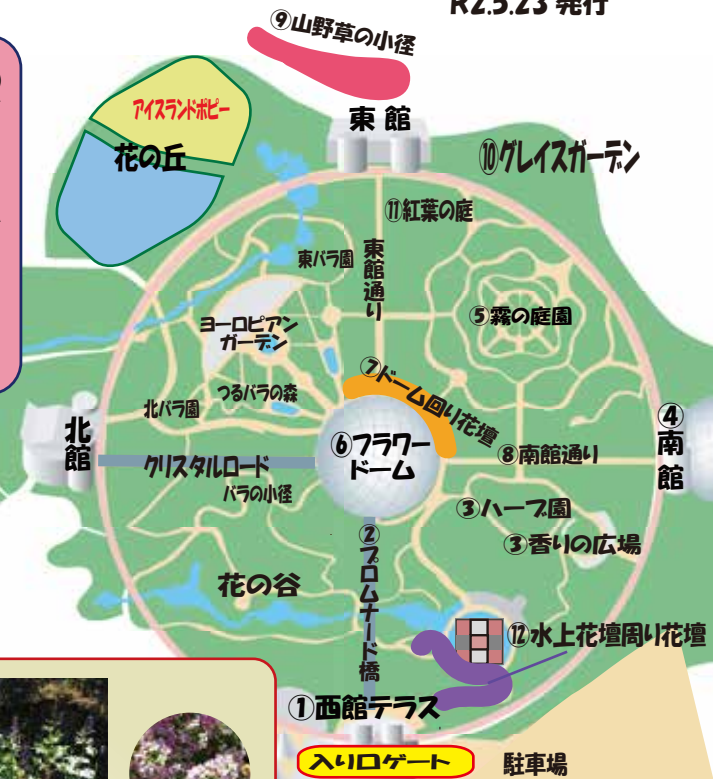 R2.5.23 発行
⑨山野草の小径
アイスランドポピー
東館
花の丘
⑩グレイスガーデン
⑪紅葉の庭
東バラ園
東館通り
⑤霧の庭園
ヨーロピアン
ガーデン
⑦ドーム回り花壇
つるバラの森
北バラ園
④南館
北館
⑥フラワー
ドーム
⑧南館通り
クリスタルロード
バラの小径
③ハーブ園
③香りの広場
②プロムナード橋
花の谷
⑫水上花壇周り花壇
①西館テラス
入り口ゲート
駐車場